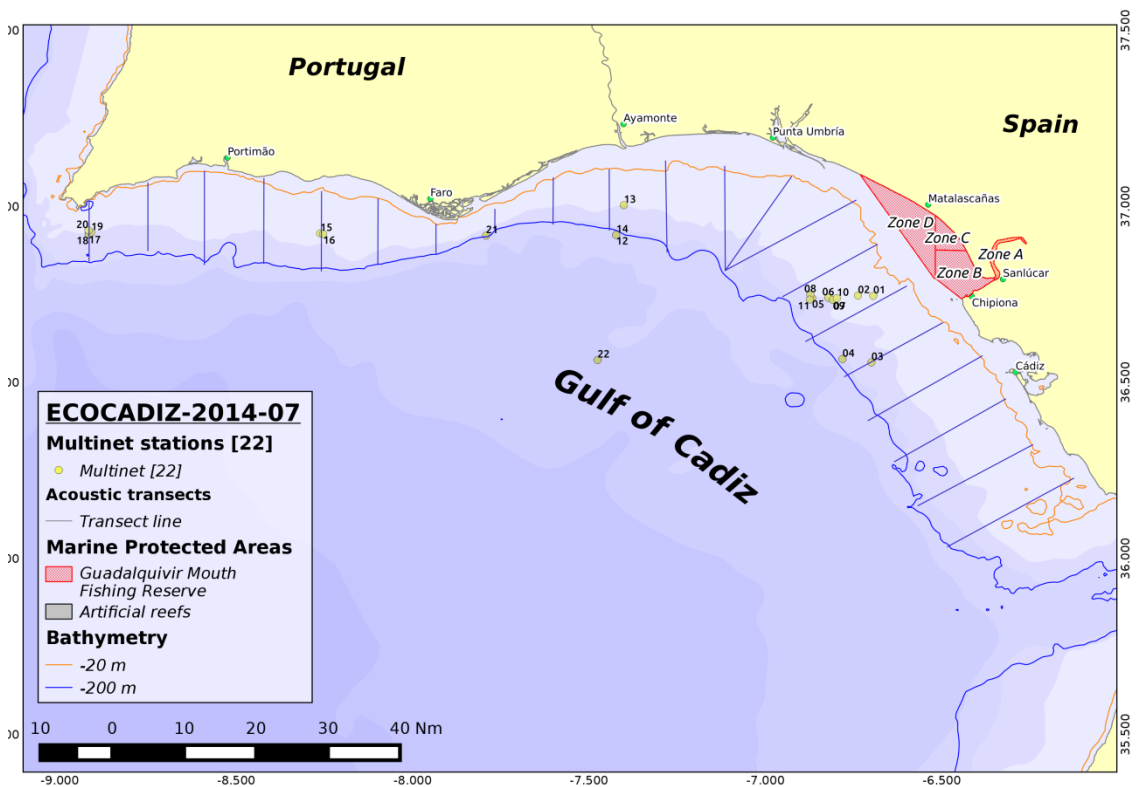 Portugal
Spain
Ayamonte
Punta Umbría
Portimão
Faro
Matalascañas
Zone D
Zone C
Zone A
Zone B
Sanlúcar
Chipiona
Cádiz
13
20 19
18 17
15
16
21
14
12
08
11 05
06 10
02 01
04
03
22
Gulf of Cadiz
ECOCADIZ-2014-07
Multinet stations [22]
Multinet [22]
Acoustic transects
Transect line
Marine Protected Areas
Guadalquivir Mouth
Fishing Reserve
Artificial reefs
Bathymetry
-20 m
-200 m
10 0 10 20 30 40 Nm
37.500
37.000
36.500
36.000
35.500
-9.000 -8.500 -8.000 -7.500 -7.000 -6.500